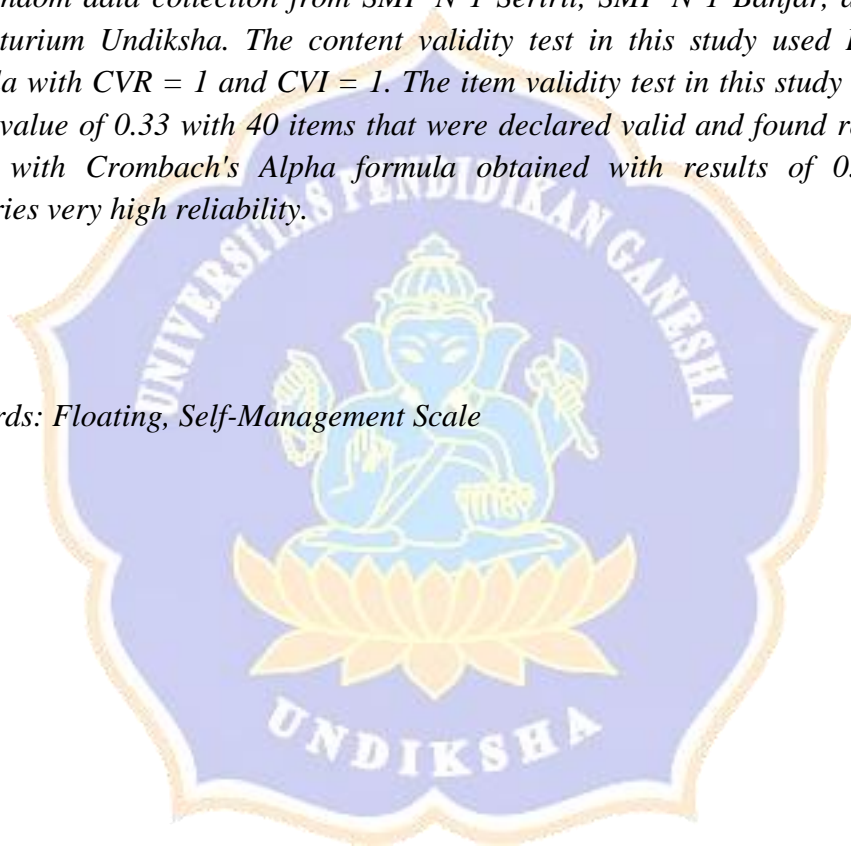 ndom data collection from SMP N 1 Seririt, SMP N 1 Banjar, a
turium Undiksha. The content validity test in this study used
la with CVR = 1 and CVI = 1. The item validity test in this study
value of 0.33 with 40 items that were declared valid and found re
with Crombach's Alpha formula obtained with results of 0.
ries very high reliability.
UNIVERSITAS PENDIDIKAN GANESHA
rds: Floating, Self-Management Scale
UNDIKSHA